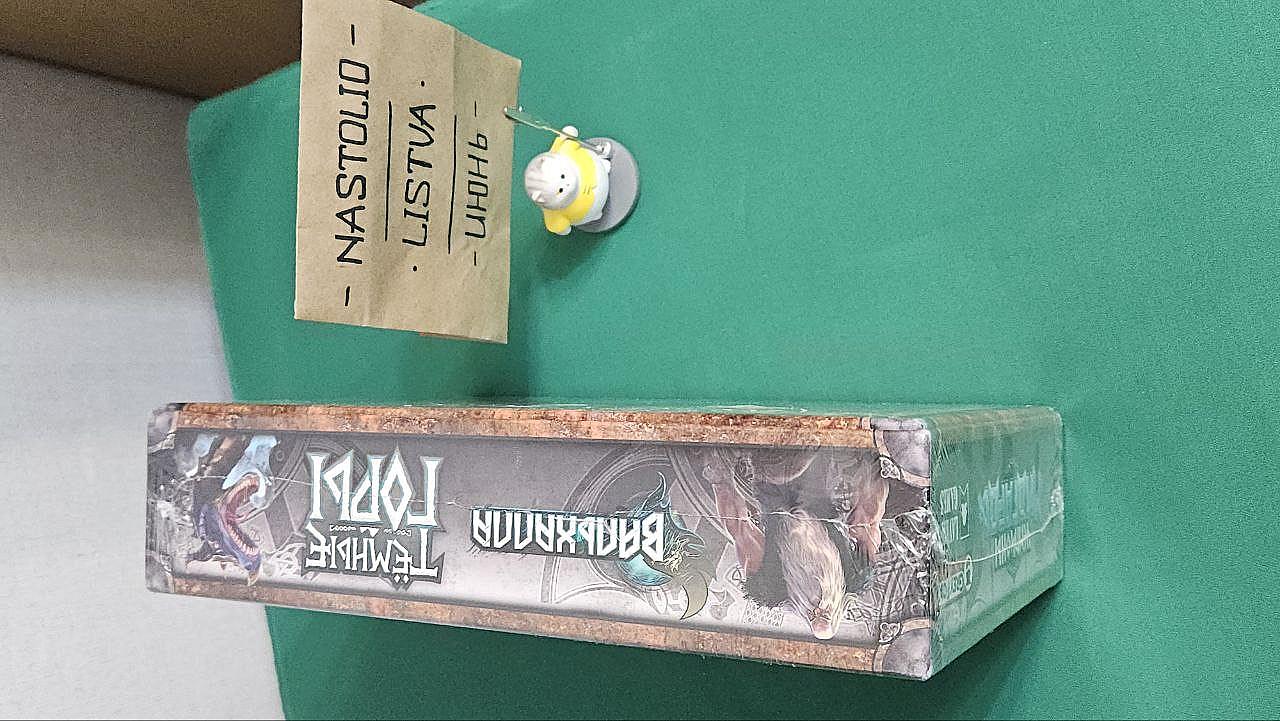 - NASTOLIO -
· LISTVA ·
- ИЮНЬ -
ТЁМНЫЕ
ГОРЫ
ВАЛЬХАЛЛА